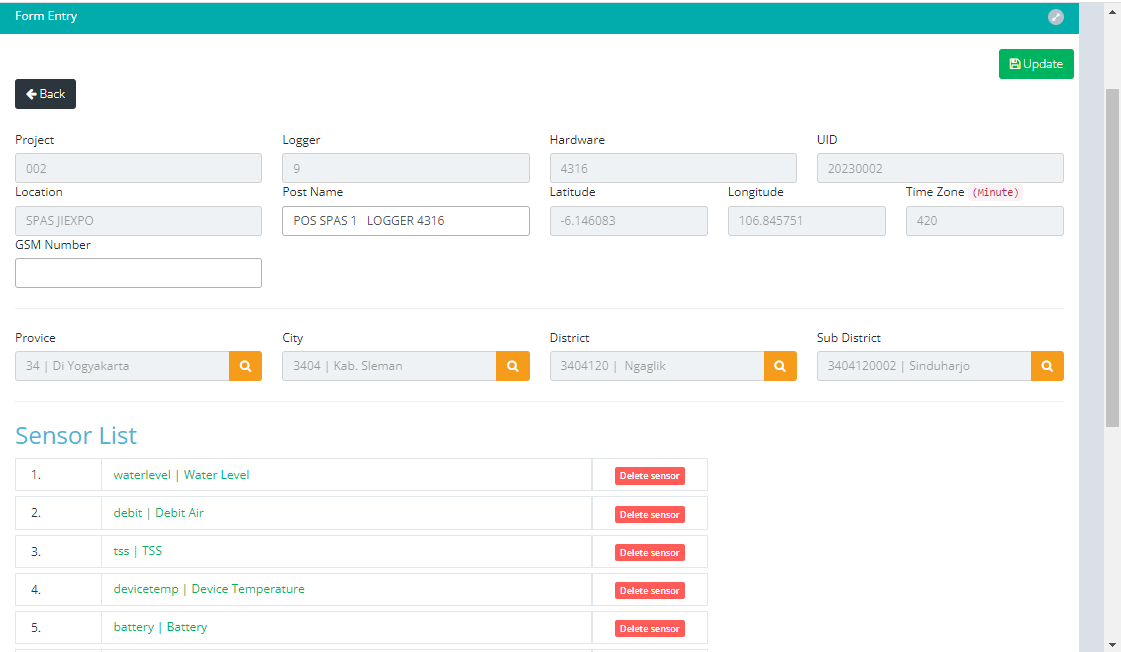 Form Entry
Update
Back
Project Logger Hardware UID
002 9 4316 20230002
Location Post Name Latitude Longitude Time Zone (Minute)
SPAS JIEXPO POS SPAS 1 LOGGER 4316 -6.146083 106.845751 420
GSM Number
Provice City District Sub District
34 | Di Yogyakarta 3404 | Kab. Sleman 3404120 | Ngaglik 3404120002 | Sinduharjo
Sensor List
1. waterlevel | Water Level Delete sensor
2. debit | Debit Air Delete sensor
3. tss | TSS Delete sensor
4. devicetemp | Device Temperature Delete sensor
5. battery | Battery Delete sensor